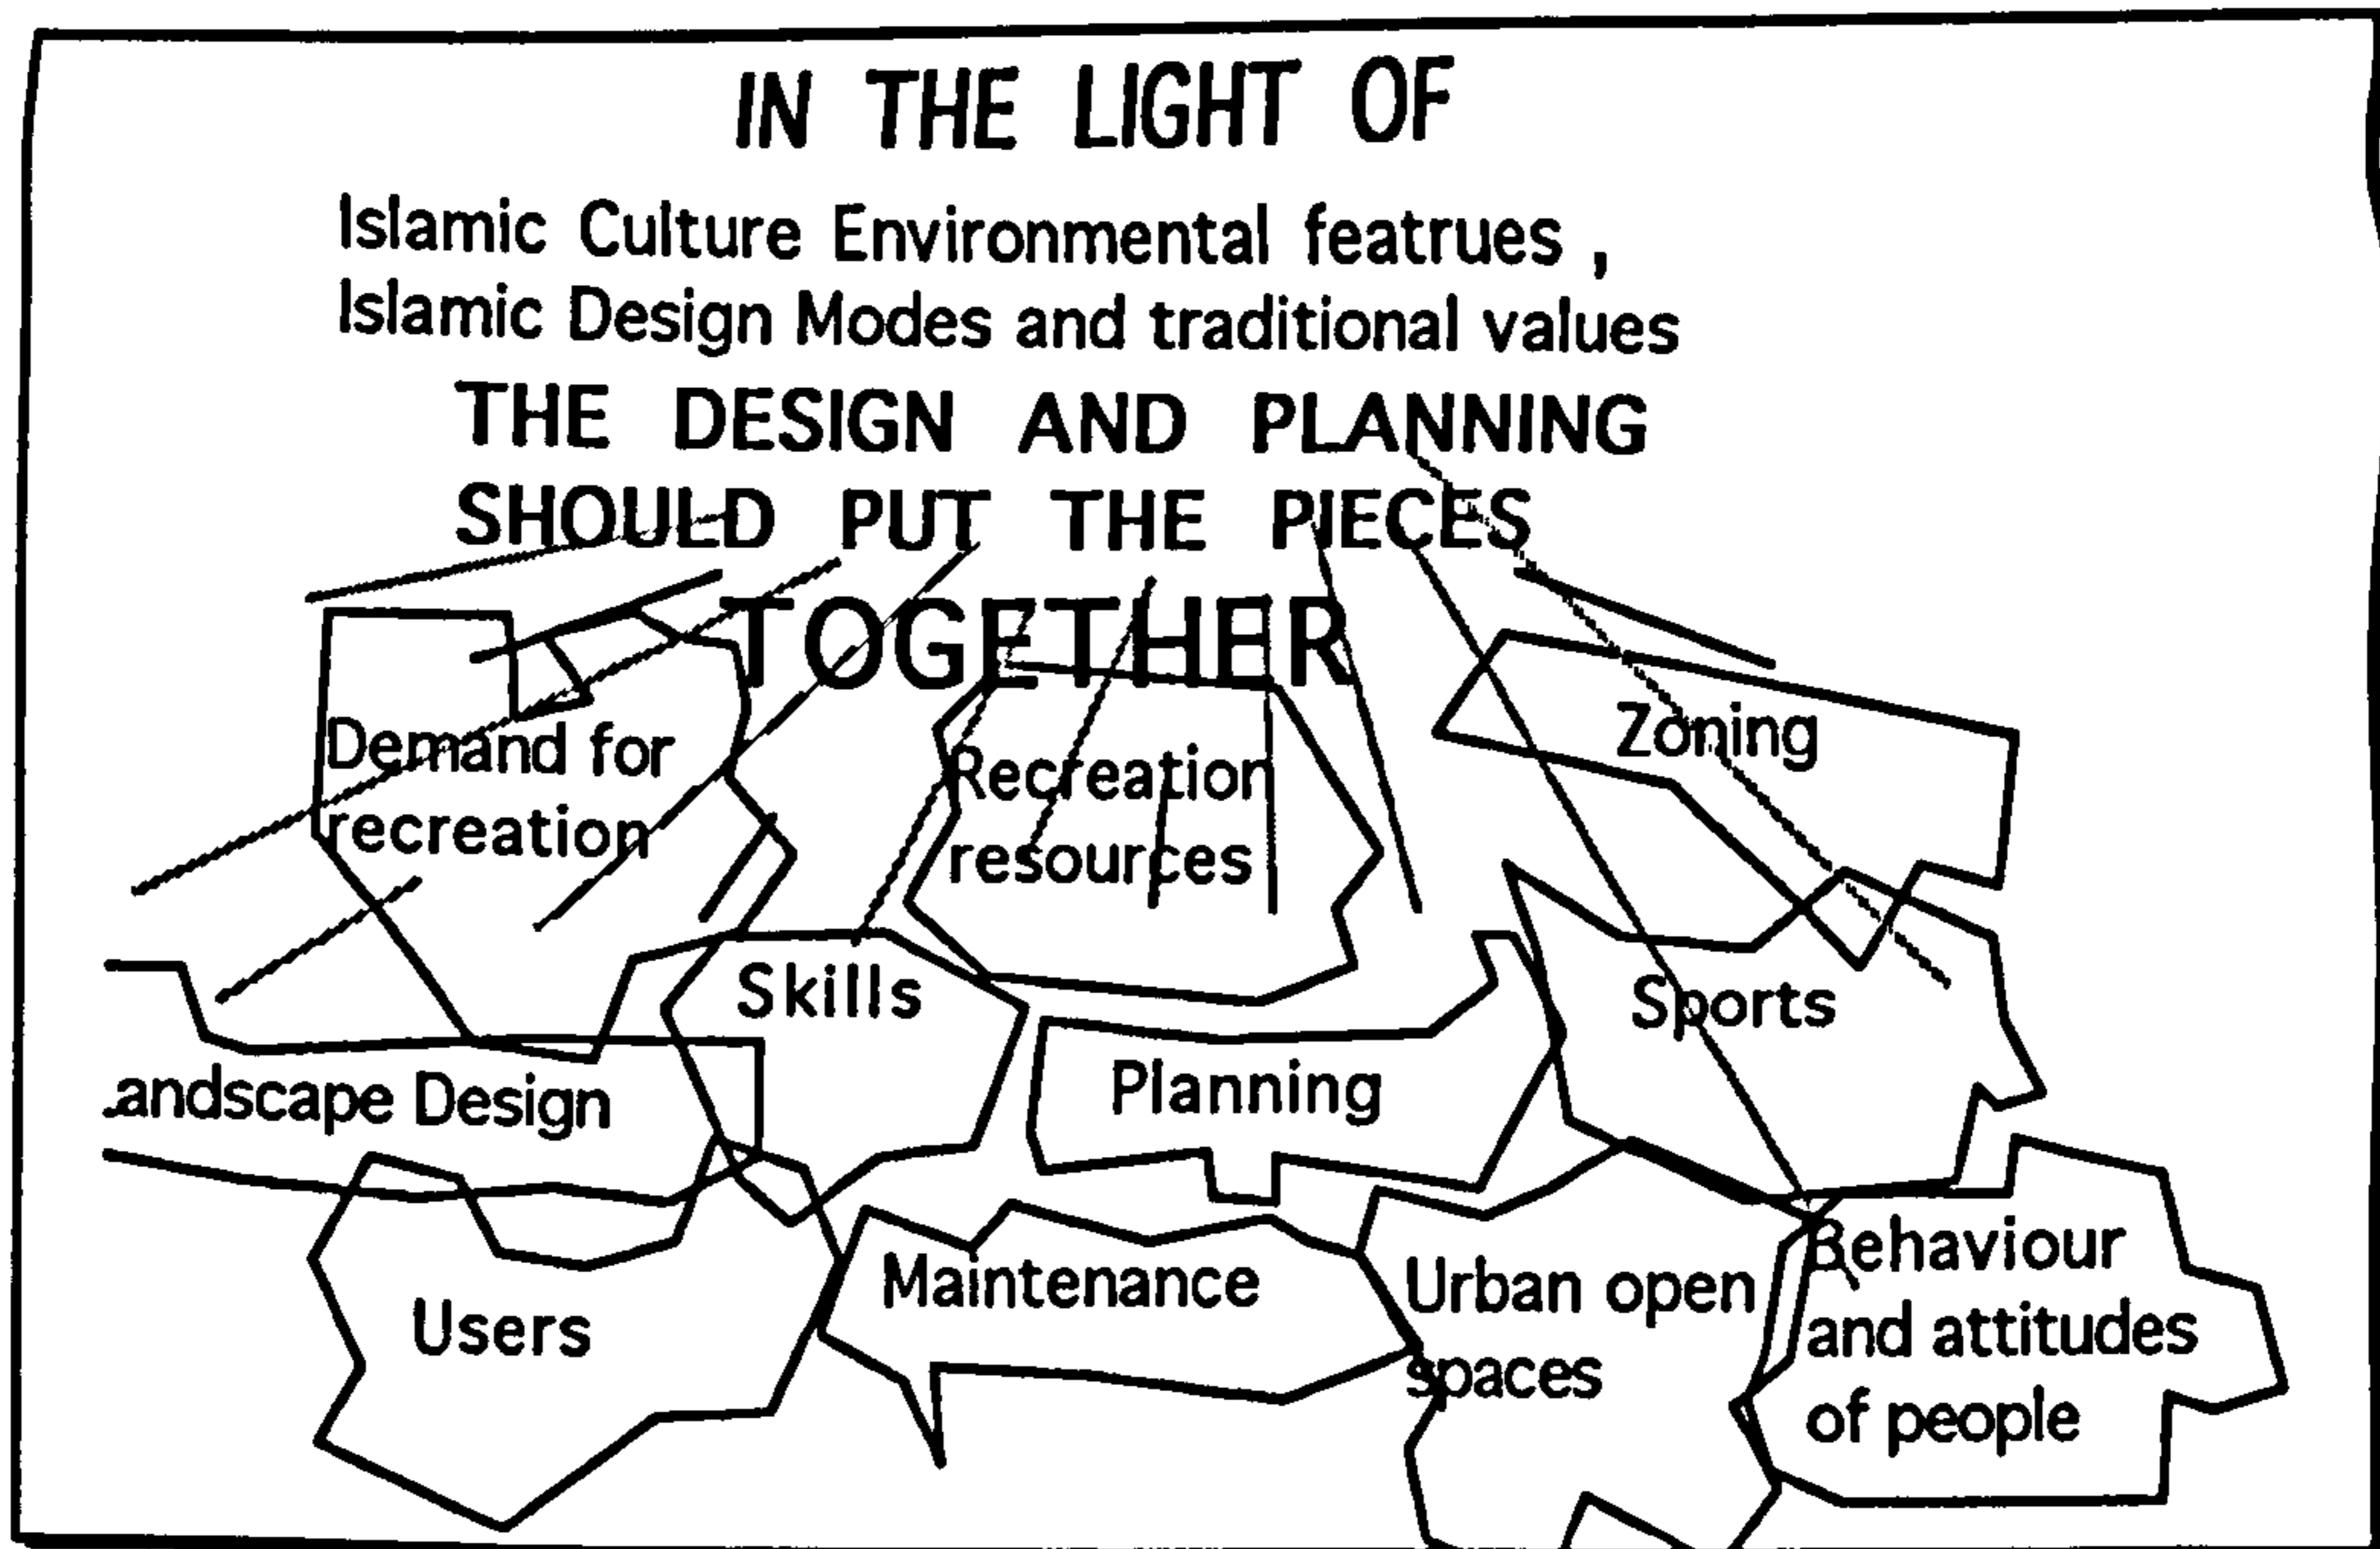 IN THE LIGHT OF
Islamic Culture Environmental featrues ,
Islamic Design Modes and traditional values
THE DESIGN AND PLANNING
SHOULD PUT THE PIECES
TOGETHER
Demand for
recreation
Recreation
resources
Zoning
Skills
Sports
andscape Design
Planning
Users
Maintenance
Urban open
spaces
Behaviour
and attitudes
of people